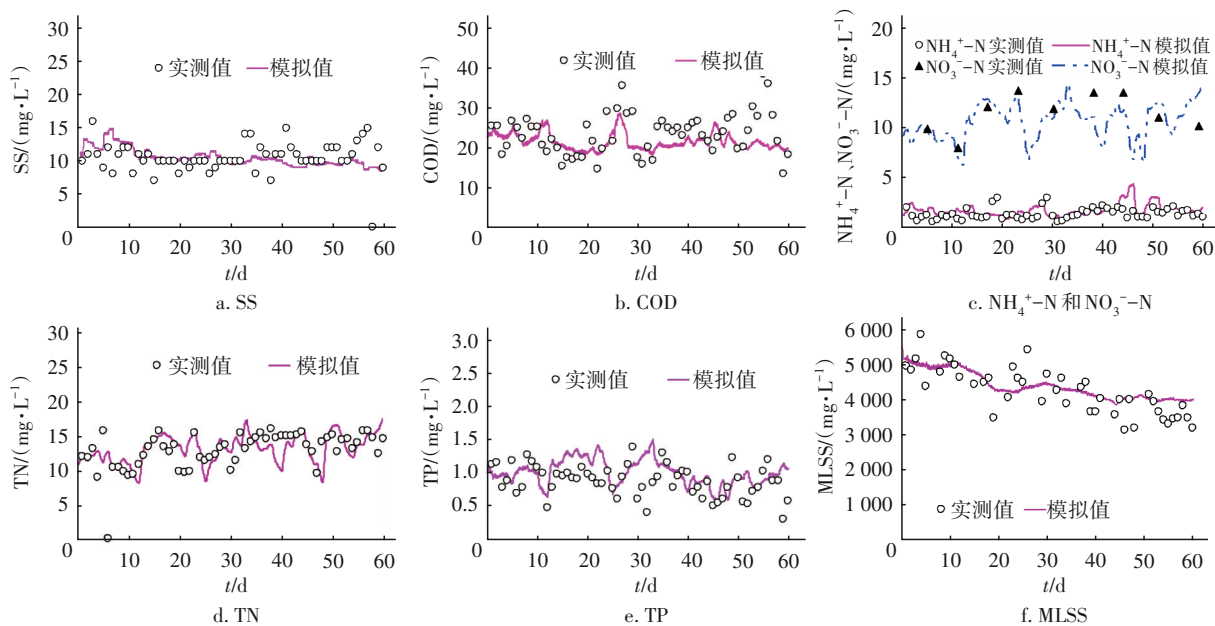 SS/(mg·L⁻¹)
30
25
20
15
10
5
0
实测值 模拟值
10 20 30 40 50 60
t/d
a. SS
COD/(mg·L⁻¹)
50
40
30
20
10
0
实测值 模拟值
10 20 30 40 50 60
t/d
b. COD
NH₄⁺-N、NO₃⁻-N/(mg·L⁻¹)
20
15
10
5
0
NH₄⁺-N 实测值 NH₄⁺-N 模拟值
NO₃⁻-N 实测值 NO₃⁻-N 模拟值
10 20 30 40 50 60
t/d
c. NH₄⁺-N 和 NO₃⁻-N
TN/(mg·L⁻¹)
30
25
20
15
10
5
0
实测值 模拟值
10 20 30 40 50 60
t/d
d. TN
TP/(mg·L⁻¹)
3.0
2.5
2.0
1.5
1.0
0.5
0
实测值 模拟值
10 20 30 40 50 60
t/d
e. TP
MLSS/(mg·L⁻¹)
6 000
5 000
4 000
3 000
2 000
1 000
0
实测值 模拟值
10 20 30 40 50 60
t/d
f. MLSS